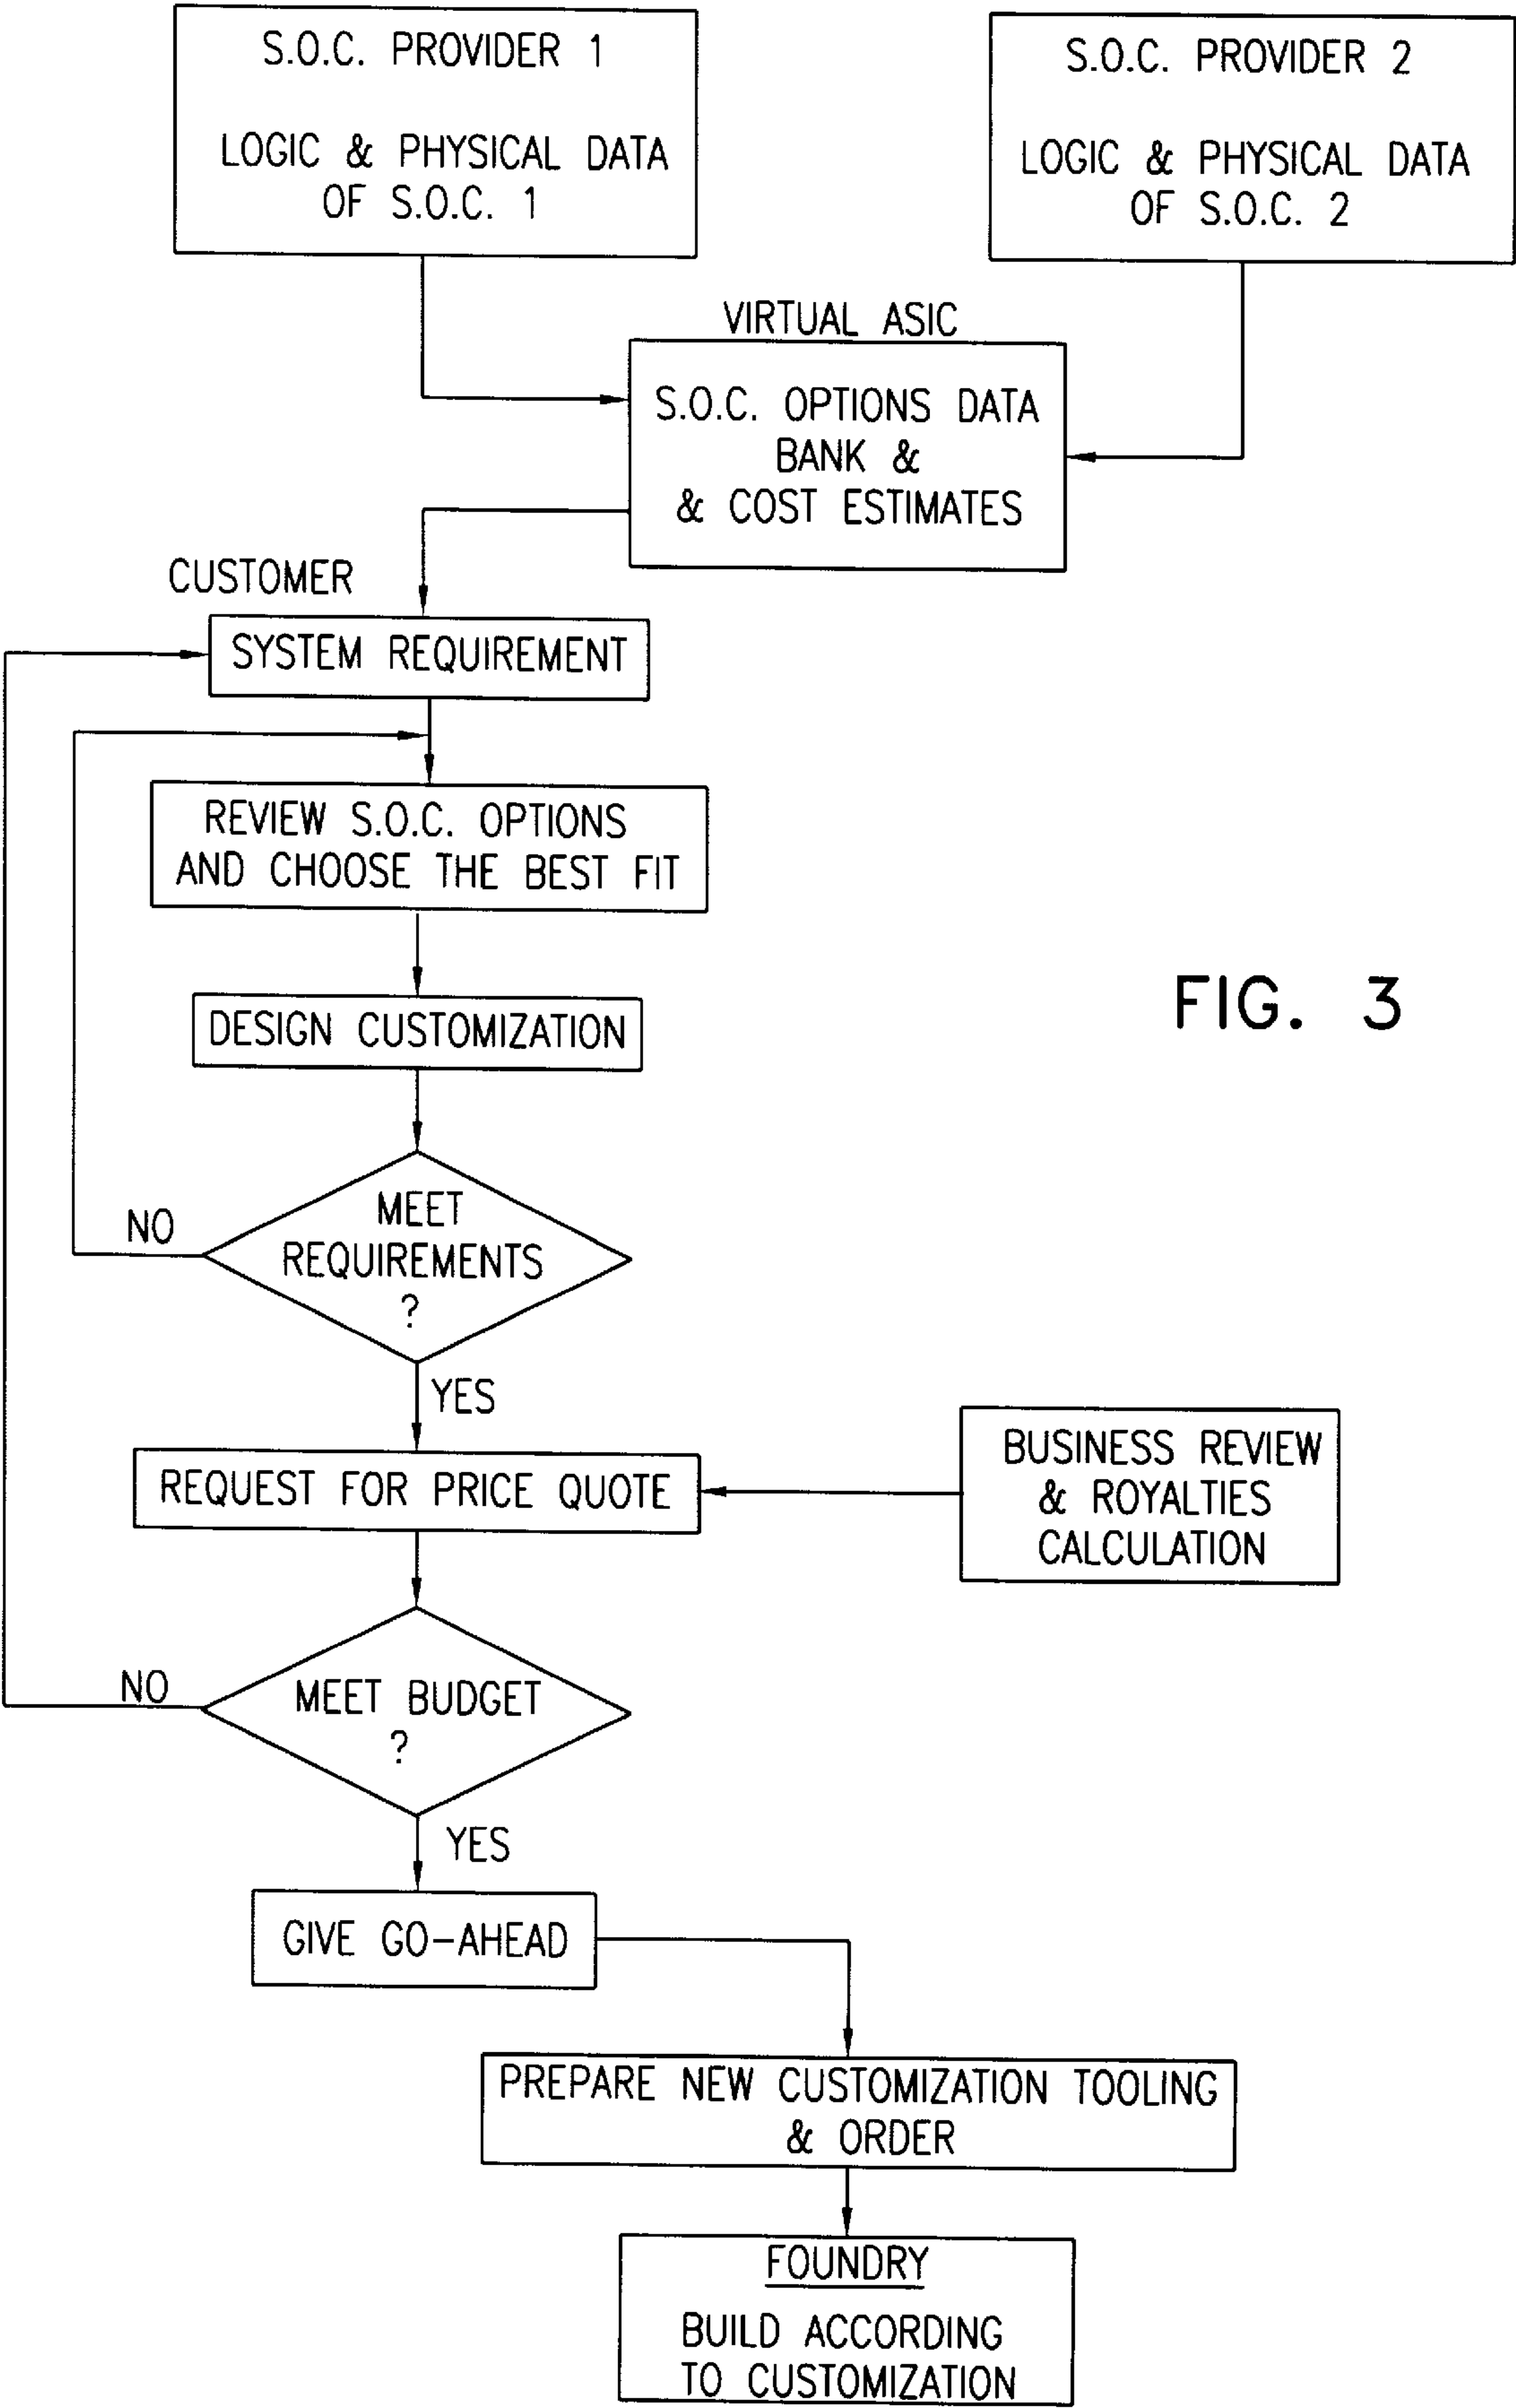 S.O.C. PROVIDER 1
LOGIC & PHYSICAL DATA
OF S.O.C. 1
S.O.C. PROVIDER 2
LOGIC & PHYSICAL DATA
OF S.O.C. 2
VIRTUAL ASIC
S.O.C. OPTIONS DATA
BANK &
& COST ESTIMATES
CUSTOMER
SYSTEM REQUIREMENT
REVIEW S.O.C. OPTIONS
AND CHOOSE THE BEST FIT
FIG. 3
DESIGN CUSTOMIZATION
MEET
REQUIREMENTS
?
NO
YES
REQUEST FOR PRICE QUOTE
BUSINESS REVIEW
& ROYALTIES
CALCULATION
MEET BUDGET
?
NO
YES
GIVE GO-AHEAD
PREPARE NEW CUSTOMIZATION TOOLING
& ORDER
FOUNDRY
BUILD ACCORDING
TO CUSTOMIZATION